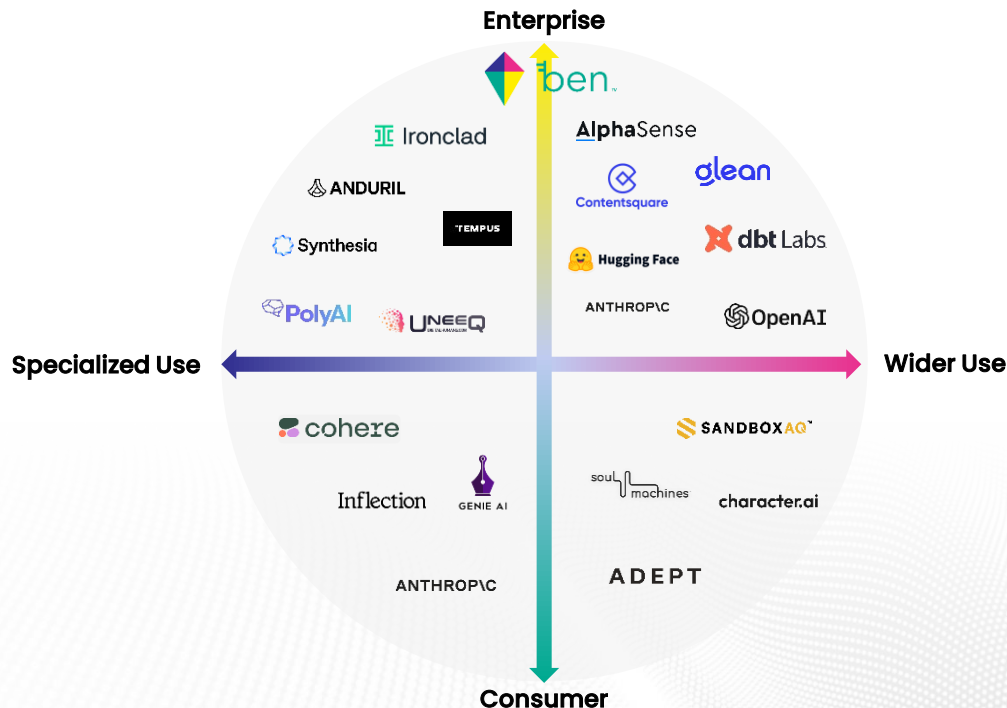 Enterprise
ben
Ironclad
AlphaSense
glean
ANDURIL
Contentsquare
TEMPUS
dbt Labs
Synthesia
Hugging Face
ANTHROP\C
PolyAI
UNEEQ
OpenAI
Specialized Use
Wider Use
cohere
SANDBOXAQ™
soul machines
Inflection
GENIE AI
character.ai
ADEPT
ANTHROP\C
Consumer